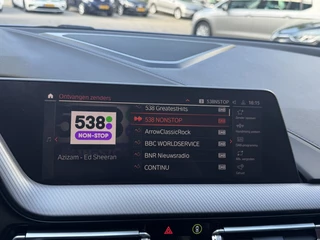 Ontvangen zenders
538NONSTOP
538 GreatestHits
538 NONSTOP
ArrowClassicRock
BBC WORLDSERVICE
BNR Nieuwsradio
CONTINU
538
NON-STOP
Azizam - Ed Sheeran